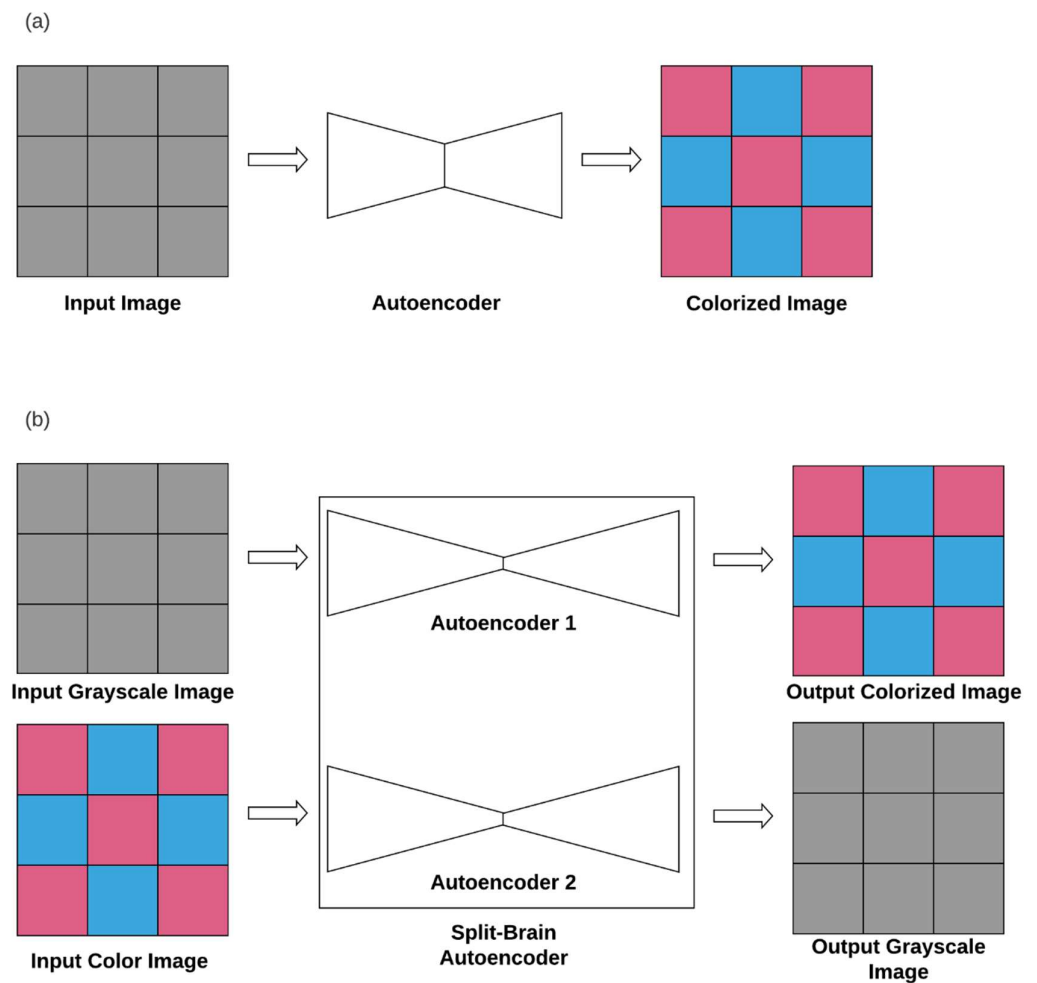 (a)
Input Image
Autoencoder
Colorized Image
(b)
Autoencoder 1
Input Grayscale Image
Output Colorized Image
Autoencoder 2
Split-Brain
Autoencoder
Input Color Image
Output Grayscale
Image